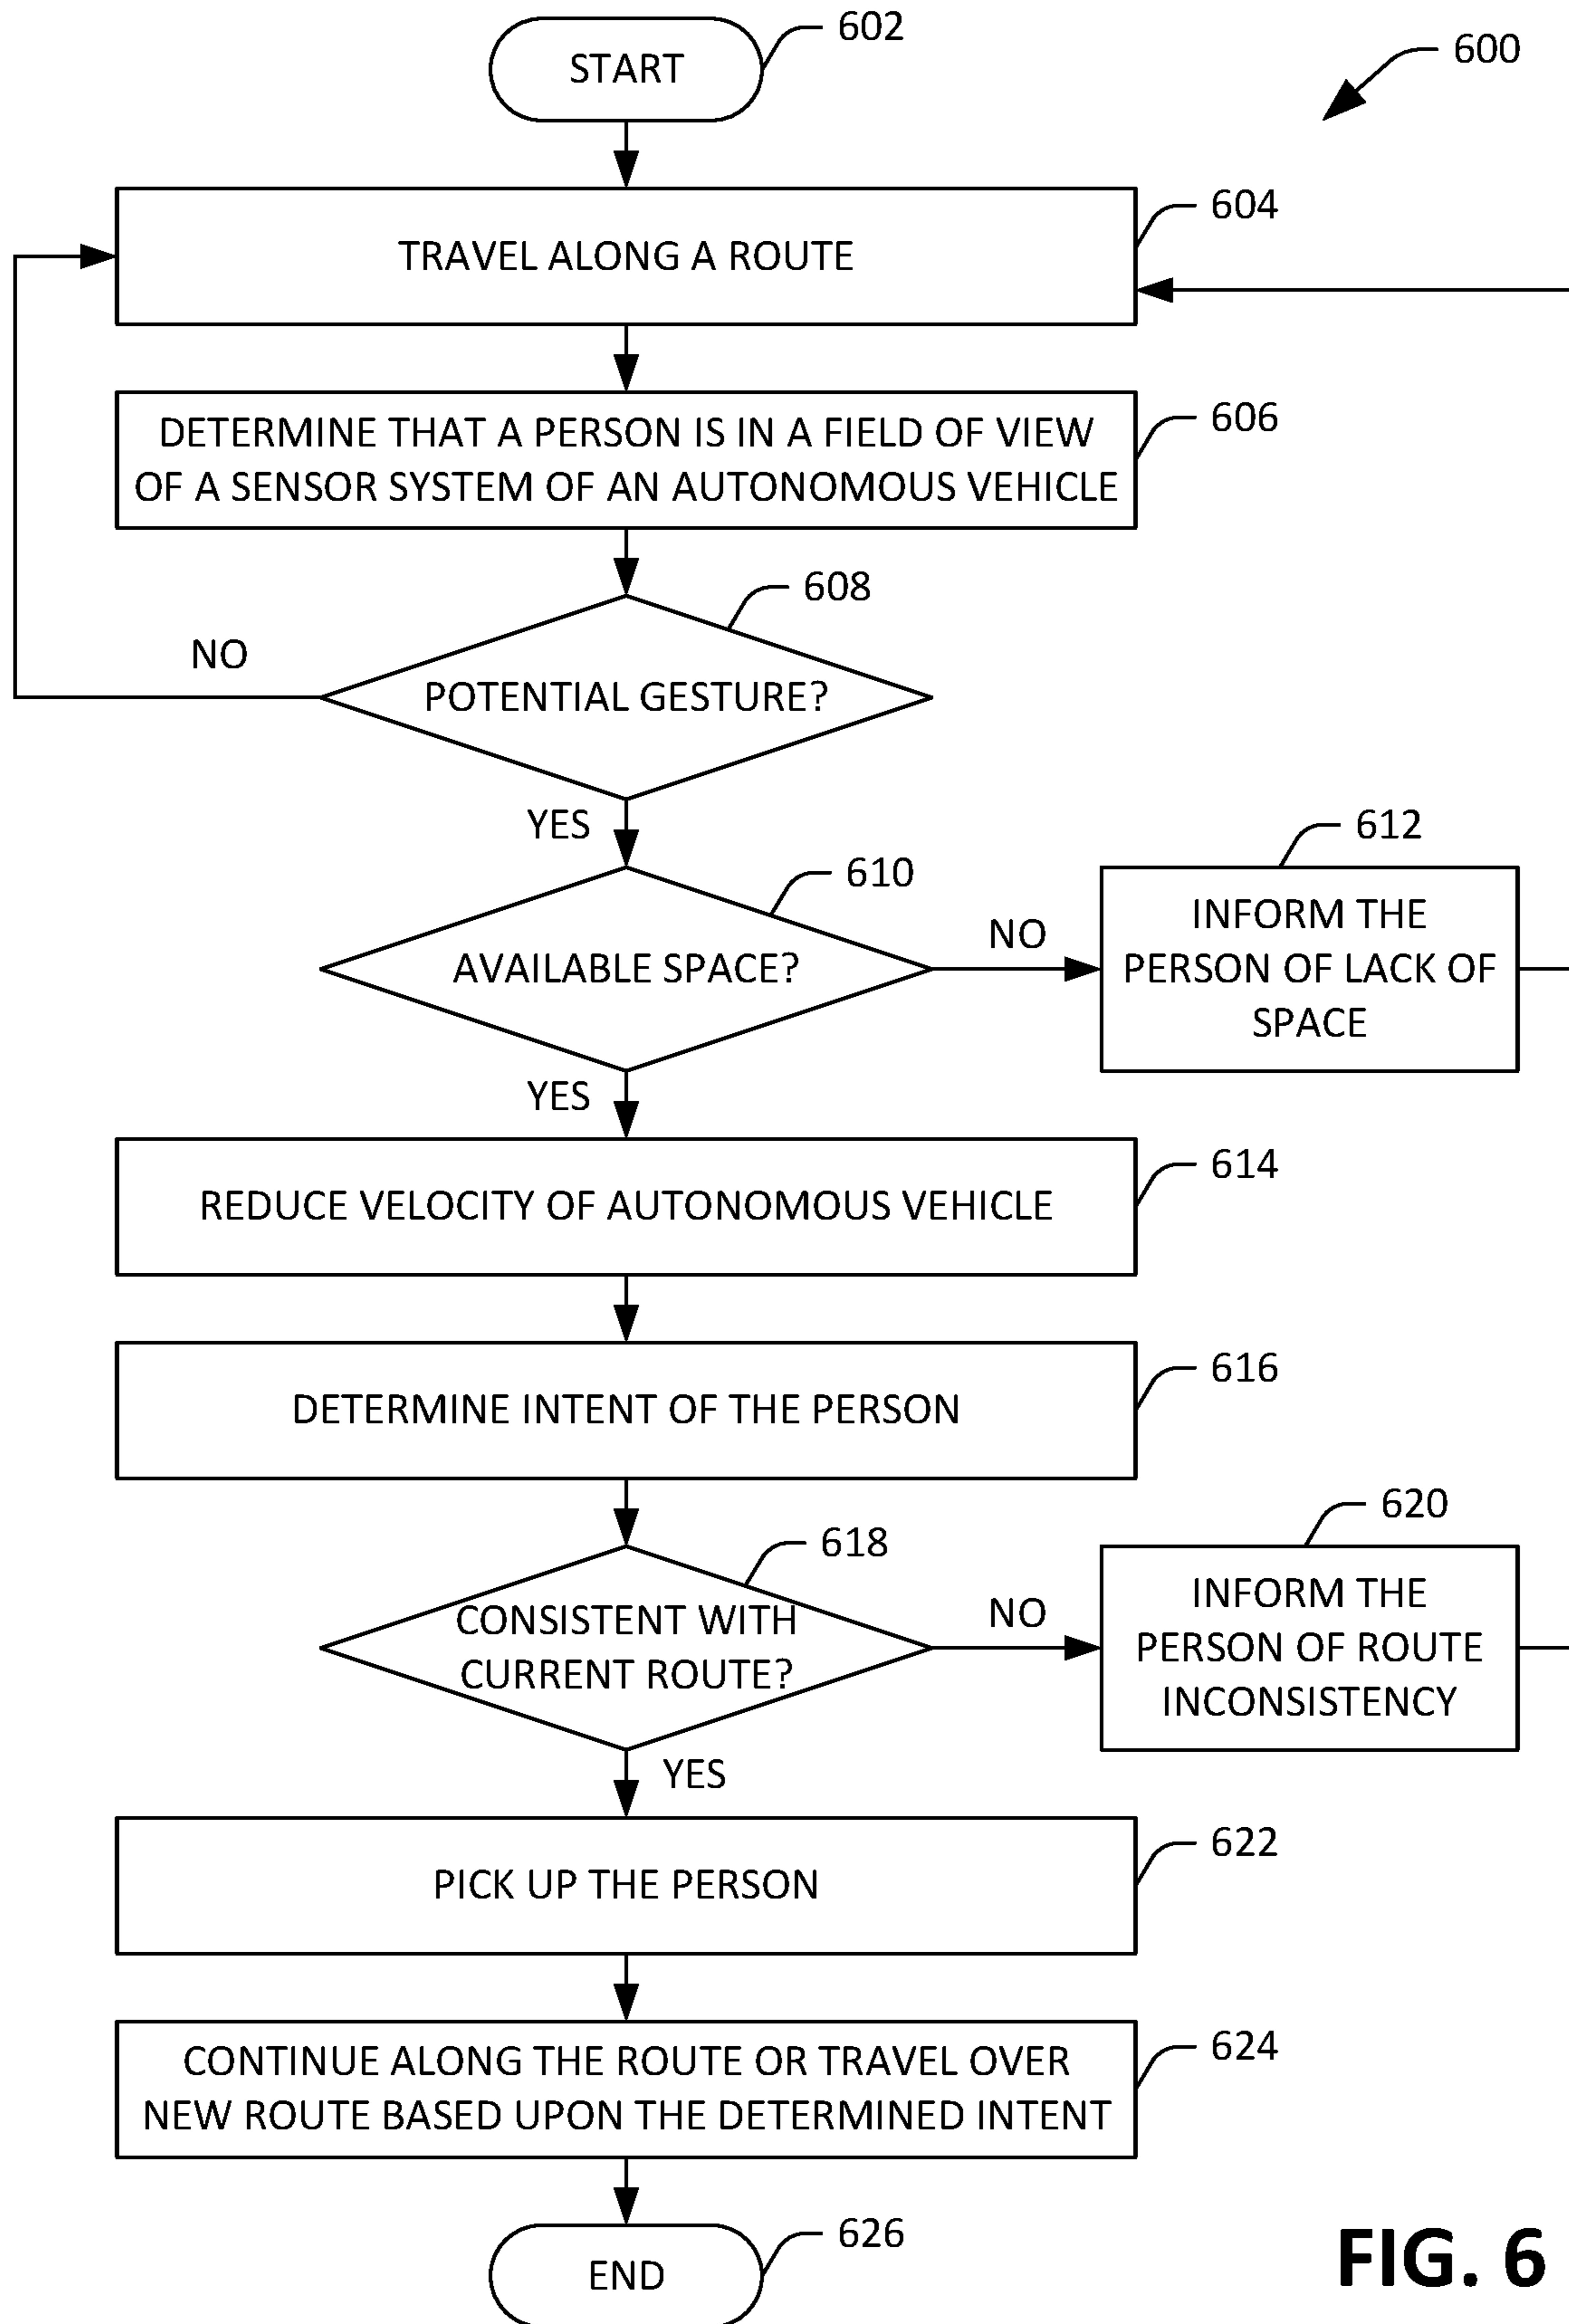 START
602
600
TRAVEL ALONG A ROUTE
604
DETERMINE THAT A PERSON IS IN A FIELD OF VIEW
OF A SENSOR SYSTEM OF AN AUTONOMOUS VEHICLE
606
608
NO
POTENTIAL GESTURE?
YES
610
AVAILABLE SPACE?
NO
612
INFORM THE
PERSON OF LACK OF
SPACE
YES
REDUCE VELOCITY OF AUTONOMOUS VEHICLE
614
DETERMINE INTENT OF THE PERSON
616
618
CONSISTENT WITH
CURRENT ROUTE?
NO
620
INFORM THE
PERSON OF ROUTE
INCONSISTENCY
YES
PICK UP THE PERSON
622
CONTINUE ALONG THE ROUTE OR TRAVEL OVER
NEW ROUTE BASED UPON THE DETERMINED INTENT
624
END
626
FIG. 6